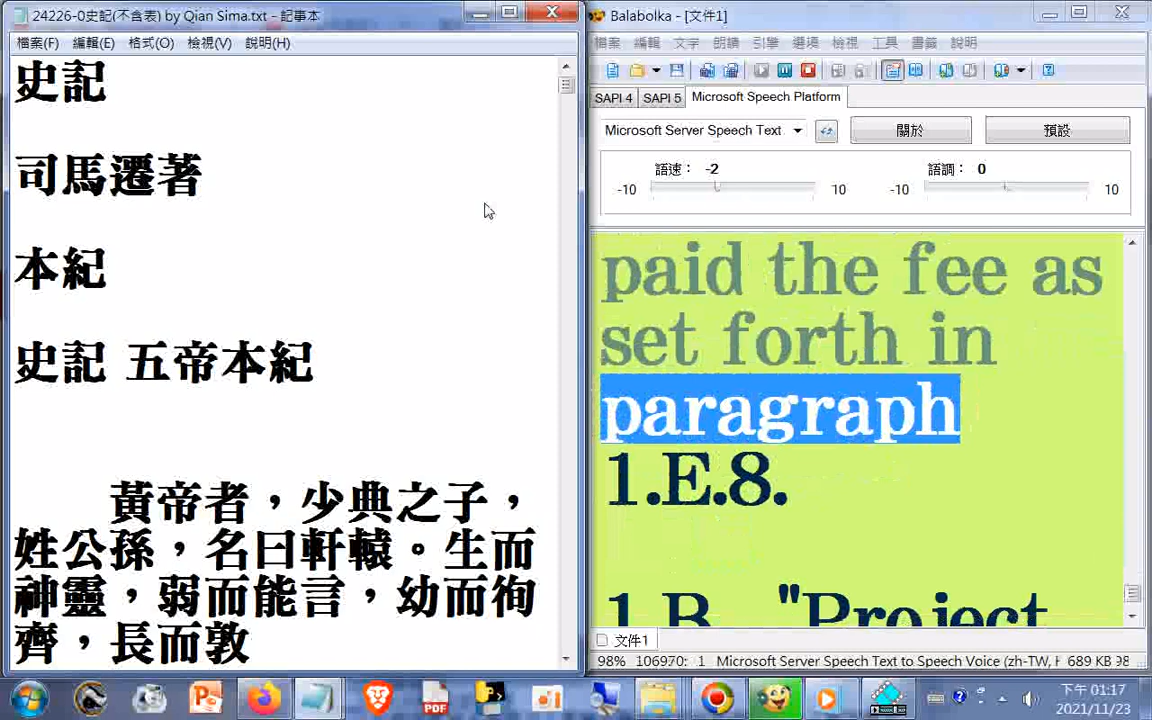 24226-0史記(不含表) by Qian Sima.txt - 記事本
檔案(F) 編輯(E) 格式(O) 檢視(V) 說明(H)
史記
司馬遷著
本紀
史記 五帝本紀
黃帝者，少典之子，
姓公孫，名曰軒轅。生而
神靈，弱而能言，幼而徇
齊，長而敦
Balabolka - [文件1]
檔案 編輯 文字 朗讀 引擎 選項 檢視 工具 書籤 說明
SAPI 4 SAPI 5 Microsoft Speech Platform
Microsoft Server Speech Text 關於 預設
語速： -2 語調： 0
-10 10 -10 10
paid the fee as
set forth in
paragraph
1.E.8.
1.B. "Project
文件1
98% 106970: 1 Microsoft Server Speech Text to Speech Voice (zh-TW, H 689 KB 98
PDF
下午 01:17
2021/11/23